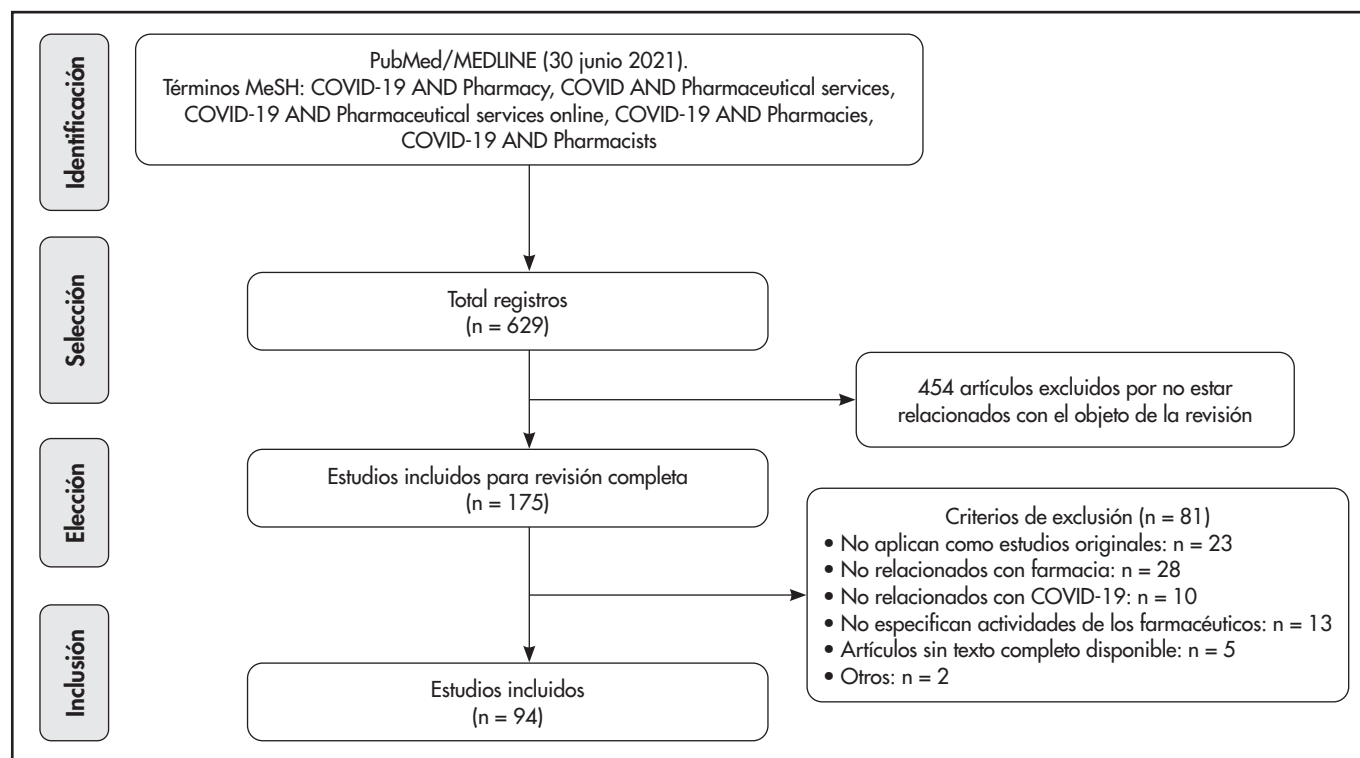 Identificación
PubMed/MEDLINE (30 junio 2021).
Términos MeSH: COVID-19 AND Pharmacy, COVID AND Pharmaceutical services,
COVID-19 AND Pharmaceutical services online, COVID-19 AND Pharmacies,
COVID-19 AND Pharmacists
Selección
Total registros
(n = 629)
454 artículos excluidos por no estar
relacionados con el objeto de la revisión
Elección
Estudios incluidos para revisión completa
(n = 175)
Criterios de exclusión (n = 81)
• No aplican como estudios originales: n = 23
• No relacionados con farmacia: n = 28
• No relacionados con COVID-19: n = 10
• No especifican actividades de los farmacéuticos: n = 13
• Artículos sin texto completo disponible: n = 5
• Otros: n = 2
Inclusión
Estudios incluidos
(n = 94)